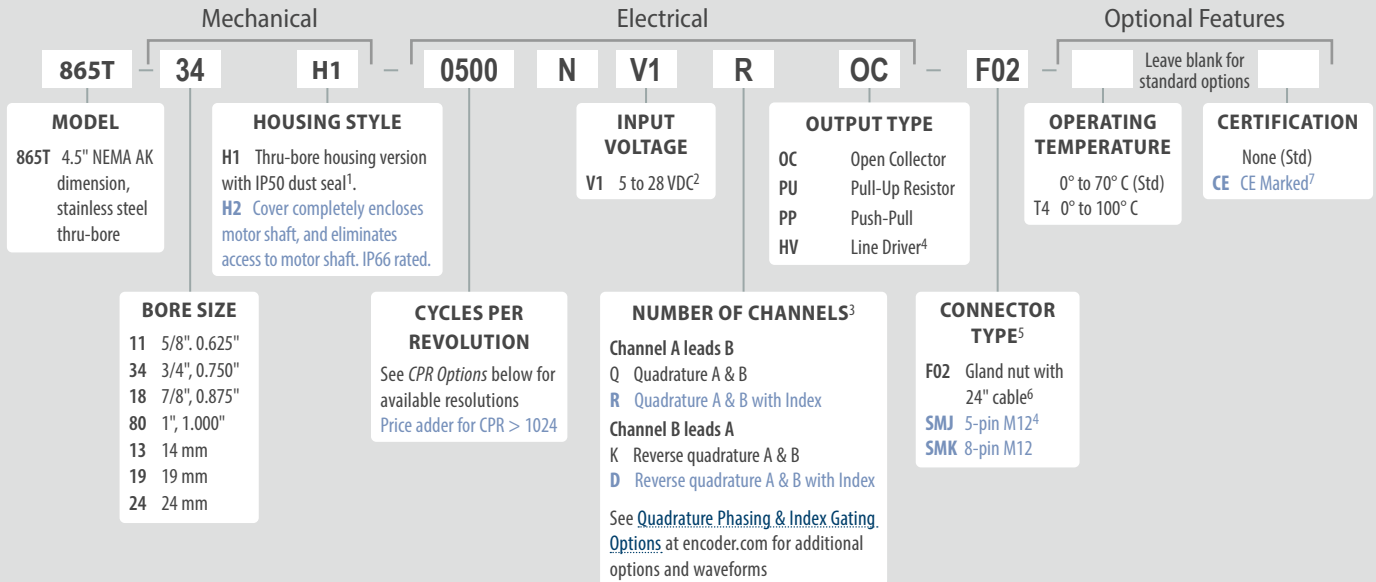 Mechanical
Electrical
Optional Features
865T – 34 H1 – 0500 N V1 R OC – F02 –
Leave blank for
standard options
MODEL
865T 4.5" NEMA AK
dimension,
stainless steel
thru-bore
HOUSING STYLE
H1 Thru-bore housing version
with IP50 dust seal1.
H2 Cover completely encloses
motor shaft, and eliminates
access to motor shaft. IP66 rated.
INPUT
VOLTAGE
V1 5 to 28 VDC2
OUTPUT TYPE
OC Open Collector
PU Pull-Up Resistor
PP Push-Pull
HV Line Driver4
OPERATING
TEMPERATURE
0° to 70° C (Std)
T4 0° to 100° C
CERTIFICATION
None (Std)
CE CE Marked7
BORE SIZE
11 5/8". 0.625"
34 3/4", 0.750"
18 7/8", 0.875"
80 1", 1.000"
13 14 mm
19 19 mm
24 24 mm
CYCLES PER
REVOLUTION
See CPR Options below for
available resolutions
Price adder for CPR > 1024
NUMBER OF CHANNELS3
Channel A leads B
Q Quadrature A & B
R Quadrature A & B with Index
Channel B leads A
K Reverse quadrature A & B
D Reverse quadrature A & B with Index
See Quadrature Phasing & Index Gating
Options at encoder.com for additional
options and waveforms
CONNECTOR
TYPE5
F02 Gland nut with
24" cable6
SMJ 5-pin M124
SMK 8-pin M12